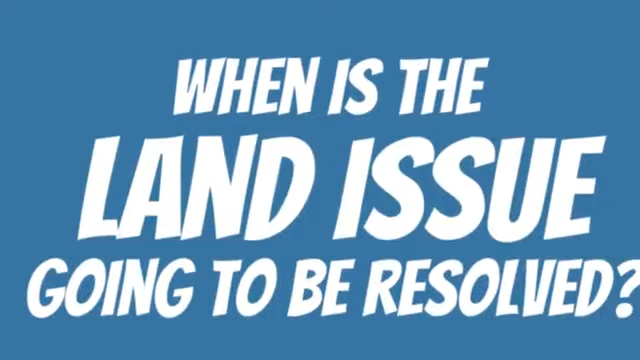 WHEN IS THE
LAND ISSUE
GOING TO BE RESOLVED?